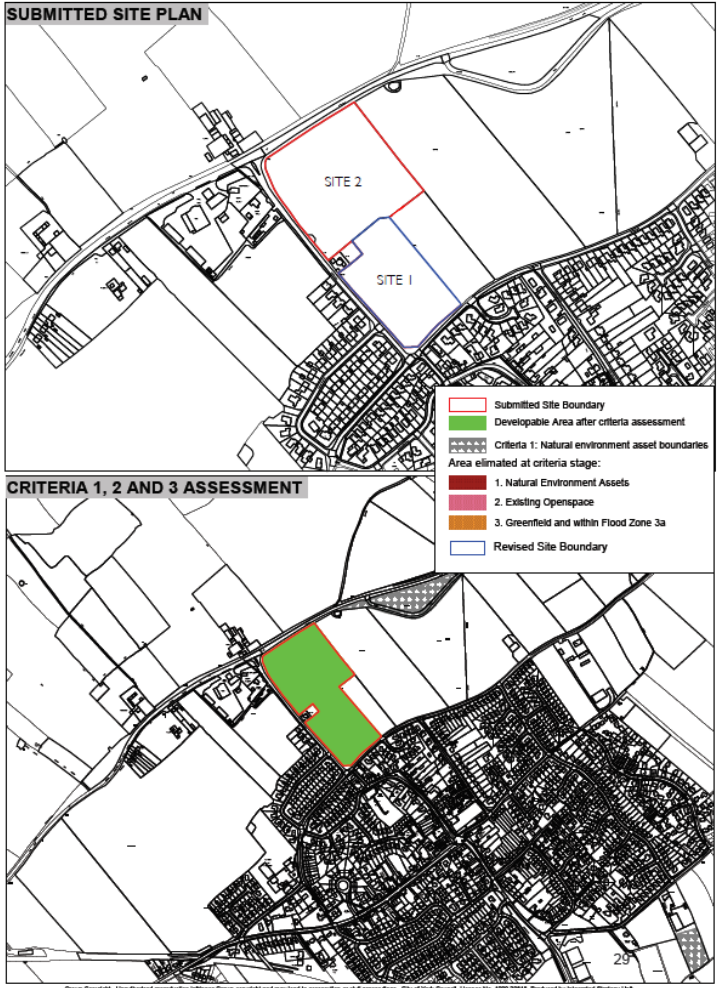 SUBMITTED SITE PLAN
SITE 2
SITE 1
Submitted Site Boundary
Developable Area after criteria assessment
Criteria 1: Natural environment asset boundaries
Area elimated at criteria stage:
1. Natural Environment Assets
2. Existing Openspace
3. Greenfield and within Flood Zone 3a
Revised Site Boundary
CRITERIA 1, 2 AND 3 ASSESSMENT
29